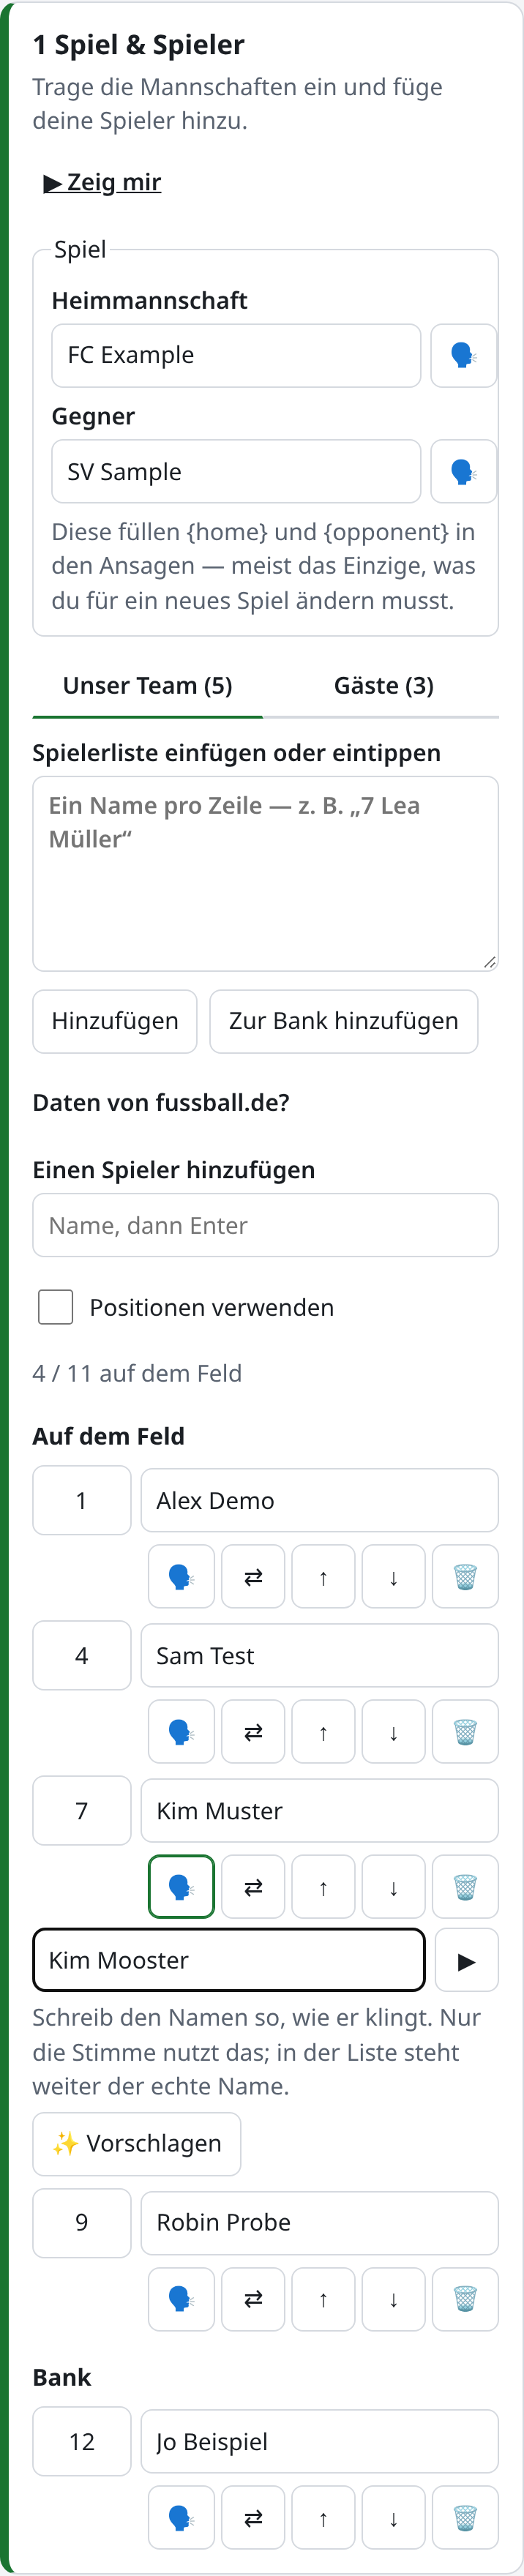 1 Spiel & Spieler
Trage die Mannschaften ein und füge
deine Spieler hinzu.
▶ Zeig mir
Spiel
Heimmannschaft
FC Example
Gegner
SV Sample
Diese füllen {home} und {opponent} in
den Ansagen — meist das Einzige, was
du für ein neues Spiel ändern musst.
Unser Team (5) Gäste (3)
Spielerliste einfügen oder eintippen
Ein Name pro Zeile — z. B. „7 Lea
Müller“
Hinzufügen Zur Bank hinzufügen
Daten von fussball.de?
Einen Spieler hinzufügen
Name, dann Enter
Positionen verwenden
4 / 11 auf dem Feld
Auf dem Feld
1 Alex Demo
4 Sam Test
7 Kim Muster
Kim Mooster
Schreib den Namen so, wie er klingt. Nur
die Stimme nutzt das; in der Liste steht
weiter der echte Name.
✨ Vorschlagen
9 Robin Probe
Bank
12 Jo Beispiel